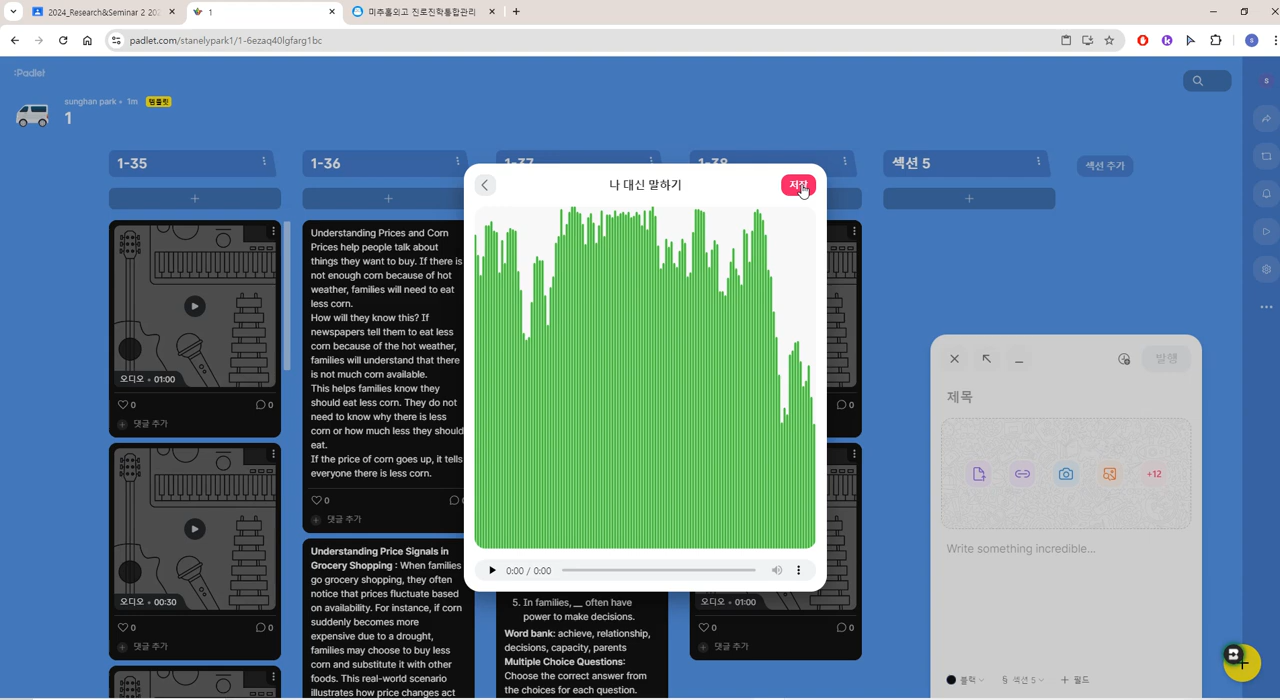 2024_Research&Seminar 2 202
1
미추홀외고 진로진학통합관리
padlet.com/stanelypark1/1-6ezaq40lgfarg1bc
:Padlet
sunghan park • 1m 템플릿
1
1-35
1-36
1-37
1-38
섹션 5
섹션 추가
오디오 • 01:00
0
0
댓글 추가
오디오 • 00:30
0
0
댓글 추가
Understanding Prices and Corn
Prices help people talk about
things they want to buy. If there is
not enough corn because of hot
weather, families will need to eat
less corn.
How will they know this? If
newspapers tell them to eat less
corn because of the hot weather,
families will understand that there
is not much corn available.
This helps families know they
should eat less corn. They do not
need to know why there is less
corn or how much less they should
eat.
If the price of corn goes up, it tells
everyone there is less corn.
0
댓글 추가
Understanding Price Signals in
Grocery Shopping : When families
go grocery shopping, they often
notice that prices fluctuate based
on availability. For instance, if corn
suddenly becomes more
expensive due to a drought,
families may choose to buy less
corn and substitute it with other
foods. This real-world scenario
illustrates how price changes act
나 대신 말하기
저장
0:00 / 0:00
5. In families, __ often have
power to make decisions.
Word bank: achieve, relationship,
decisions, capacity, parents
Multiple Choice Questions:
Choose the correct answer from
the choices for each question.
0
오디오 • 01:00
0
0
댓글 추가
발행
제목
+12
Write something incredible...
블랙
섹션 5
필드
S
S